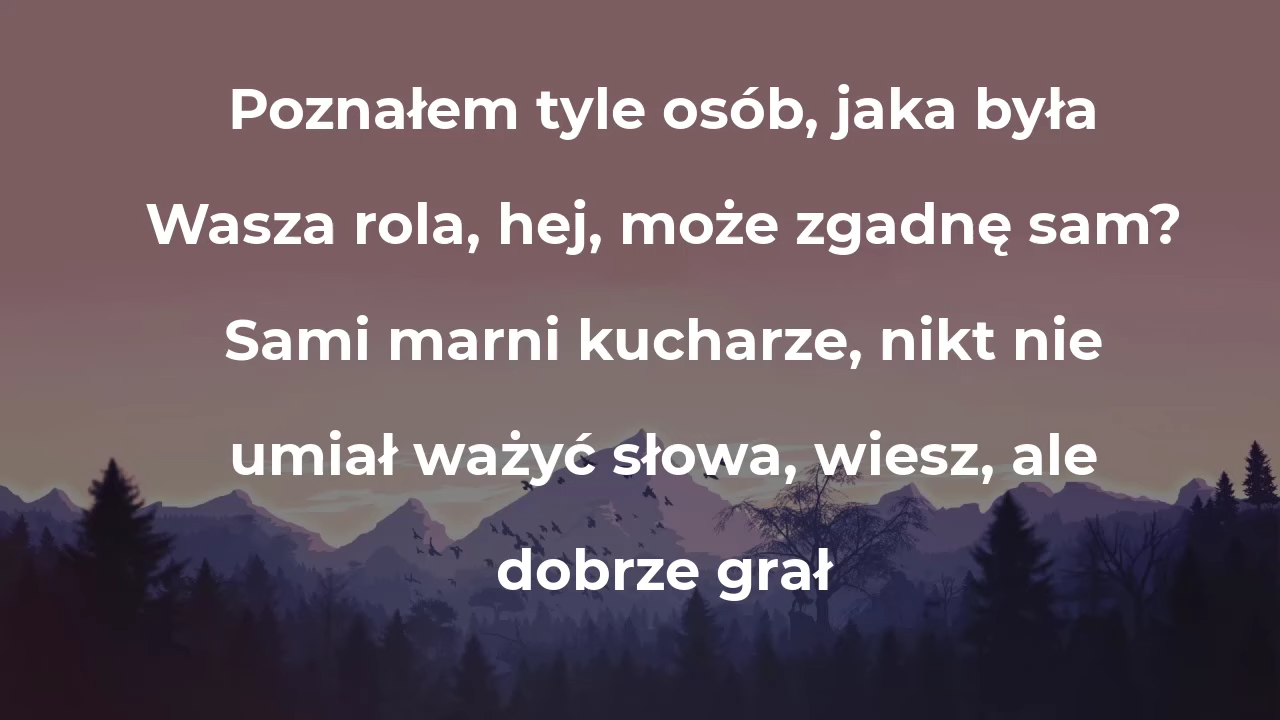 Poznałem tyle osób, jaka była
Wasza rola, hej, może zgadnę sam?
Sami marni kucharze, nikt nie
umiał ważyć słowa, wiesz, ale
dobrze grał